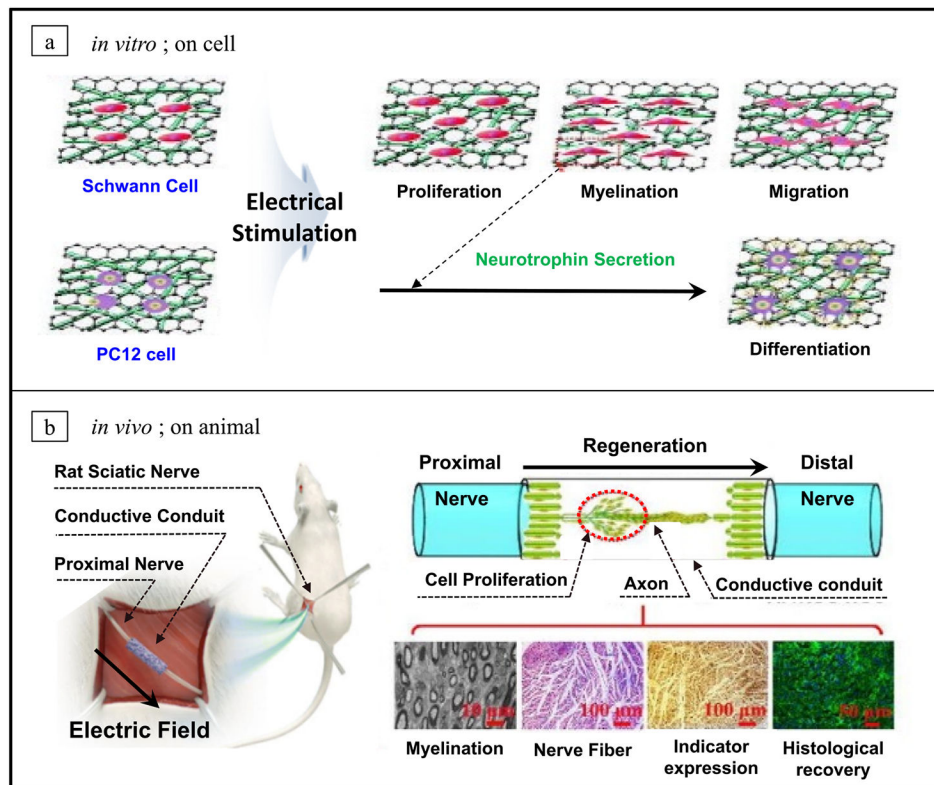 a in vitro ; on cell
Schwann Cell
Electrical
Stimulation
Proliferation
Myelination
Migration
Neurotrophin Secretion
PC12 cell
Differentiation
b in vivo ; on animal
Rat Sciatic Nerve
Conductive Conduit
Proximal Nerve
Electric Field
Regeneration
Proximal
Nerve
Distal
Nerve
Cell Proliferation
Axon
Conductive conduit
100 μm
100 μm
50 μm
Myelination
Nerve Fiber
Indicator
expression
Histological
recovery